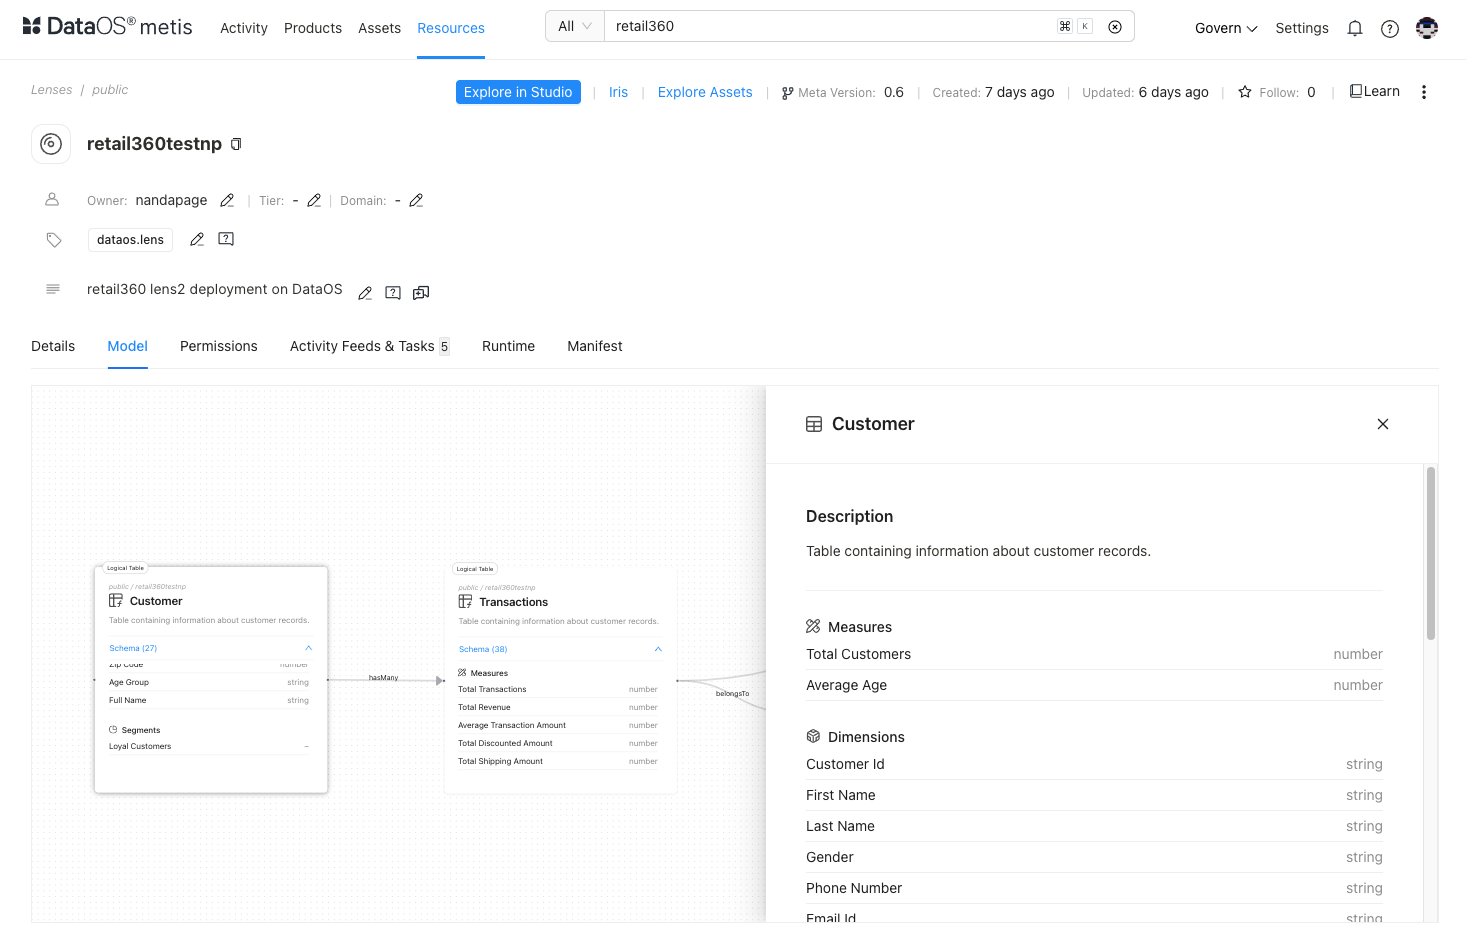 DataOS® metis
Activity Products Assets Resources
All retail360 ⌘ K
Govern Settings
Lenses / public
Explore in Studio | Iris | Explore Assets | Meta Version: 0.6 | Created: 7 days ago | Updated: 6 days ago | Follow: 0 | Learn
retail360testnp
Owner: nandapage | Tier: - | Domain: -
dataos.lens
retail360 lens2 deployment on DataOS
Details Model Permissions Activity Feeds & Tasks 5 Runtime Manifest
Logical Table
public / retail360testnp
Customer
Table containing information about customer records.
Schema (27)
Zip Code number
Age Group string
Full Name string
Segments
Loyal Customers --
hasMany
Logical Table
public / retail360testnp
Transactions
Table containing information about customer records.
Schema (38)
Measures
Total Transactions number
Total Revenue number
Average Transaction Amount number
Total Discounted Amount number
Total Shipping Amount number
belongsTo
Customer
Description
Table containing information about customer records.
Measures
Total Customers number
Average Age number
Dimensions
Customer Id string
First Name string
Last Name string
Gender string
Phone Number string
Email Id string